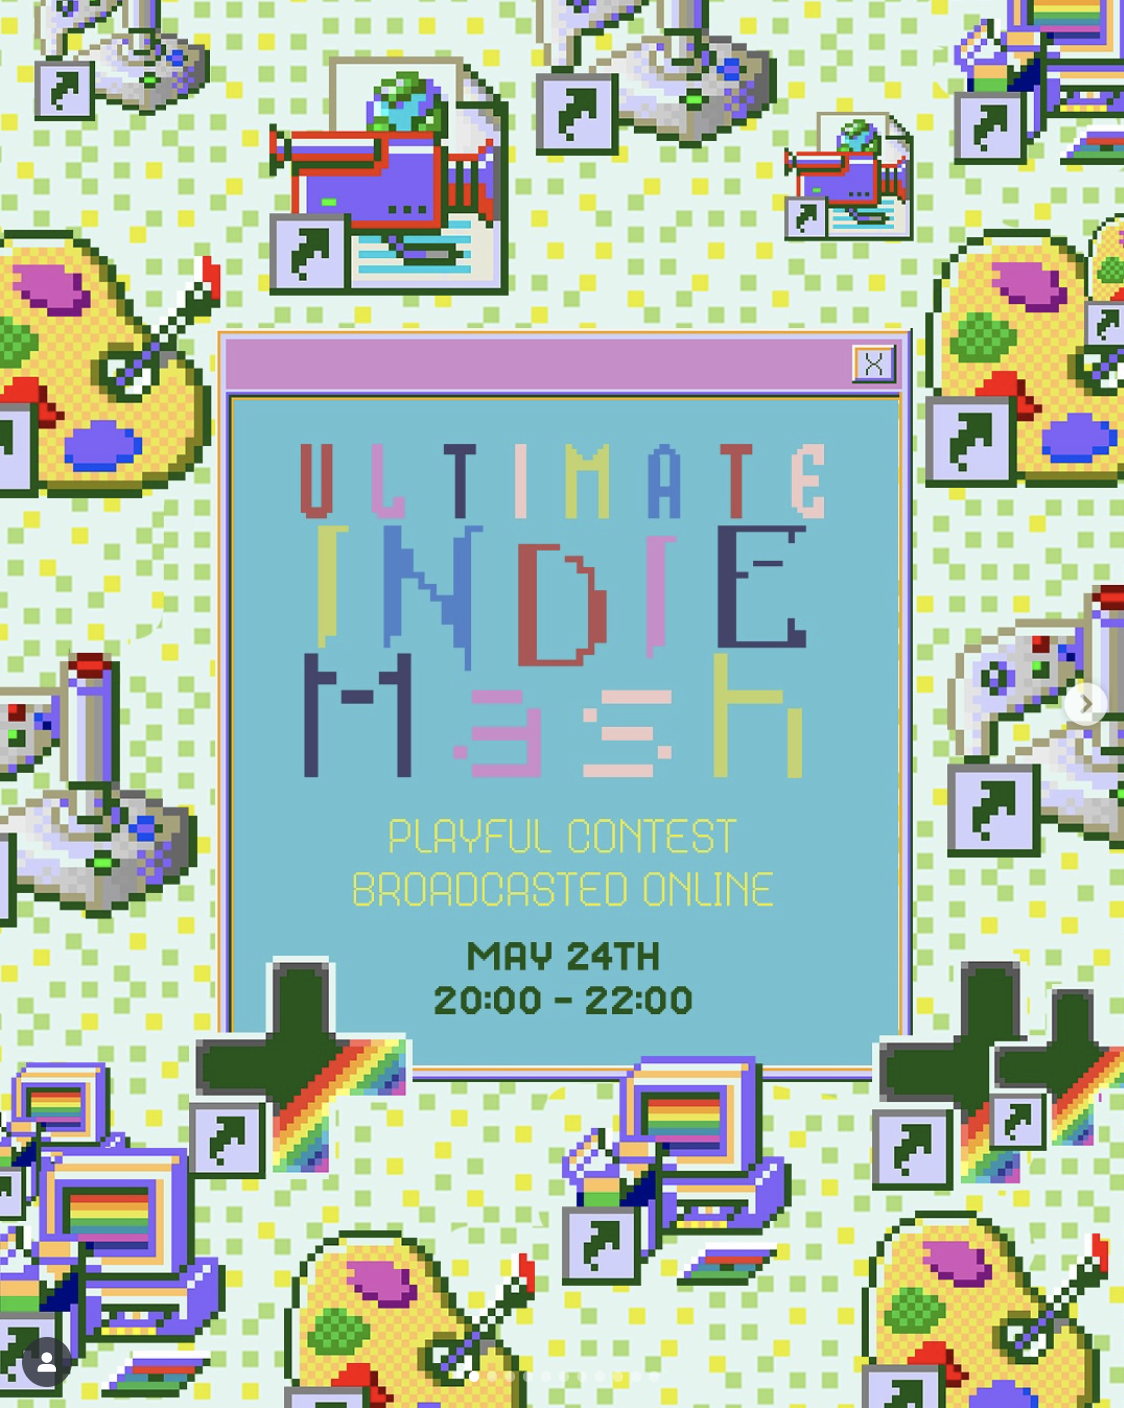 X
ULTIMATE
INDIE
Mash
PLAYFUL CONTEST
BROADCASTED ONLINE
MAY 24TH
20:00 - 22:00